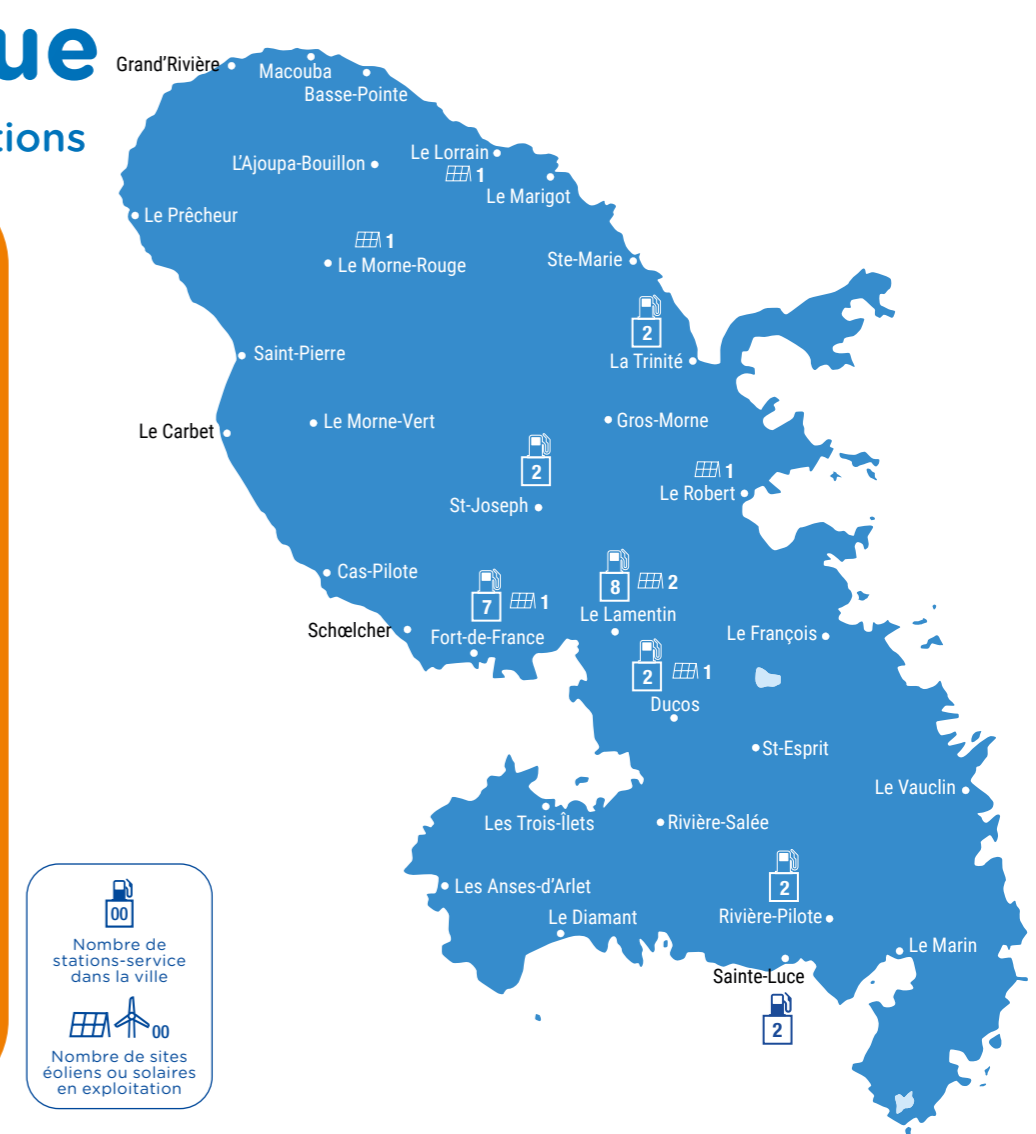 ue
tions
Grand'Rivière
Macouba
Basse-Pointe
L'Ajoupa-Bouillon
Le Lorrain
1
Le Marigot
Le Prêcheur
1
Le Morne-Rouge
Ste-Marie
2
La Trinité
Saint-Pierre
Le Carbet
Le Morne-Vert
Gros-Morne
2
St-Joseph
1
Le Robert
Cas-Pilote
7
1
Fort-de-France
8
2
Le Lamentin
Schœlcher
Le François
2
1
Ducos
St-Esprit
Le Vauclin
Les Trois-Îlets
Rivière-Salée
Les Anses-d'Arlet
Le Diamant
2
Rivière-Pilote
Le Marin
Sainte-Luce
2
00
Nombre de
stations-service
dans la ville
00
Nombre de sites
éoliens ou solaires
en exploitation